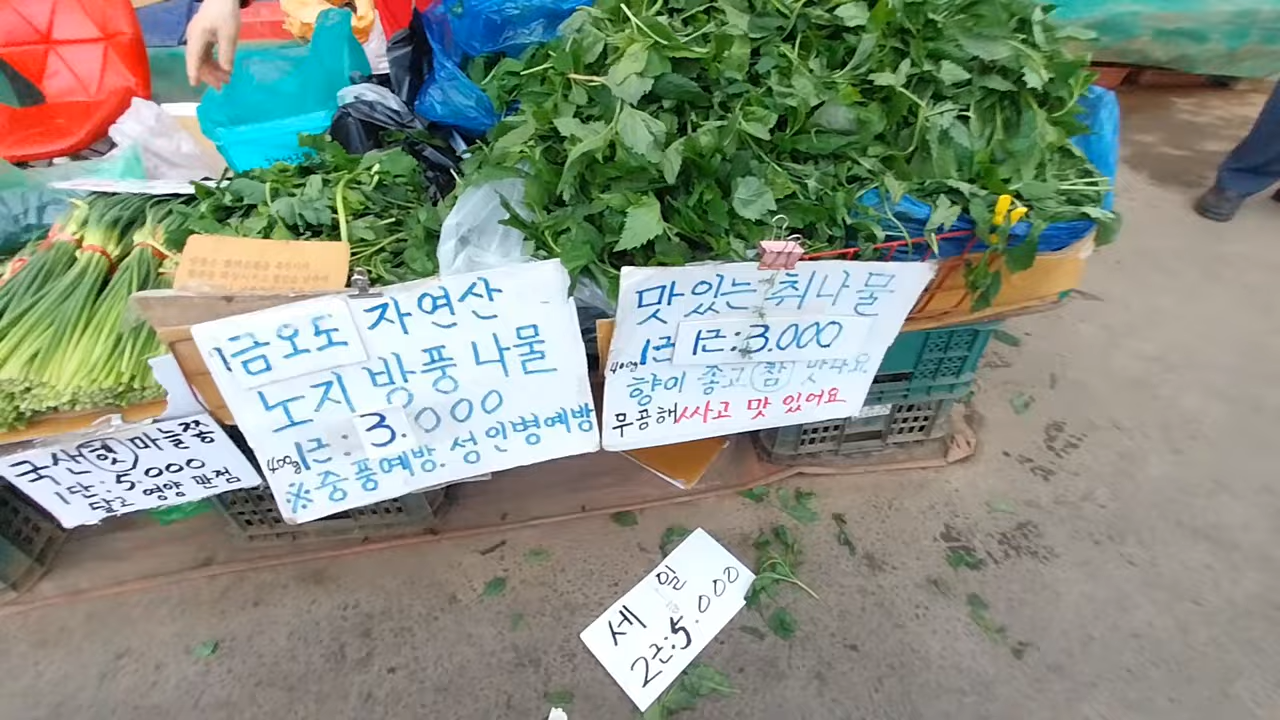 국산 햇 마늘쫑
1단:5.000
달고 영양 만점
금오도 자연산
노지 방풍 나물
400g 1근:3.000
※중풍예방.성인병예방
맛있는 취나물
400g 1근 1근:3.000
향이 좋고 참 맛나요
무공해/싸고 맛 있어요
세일
2근:5.000